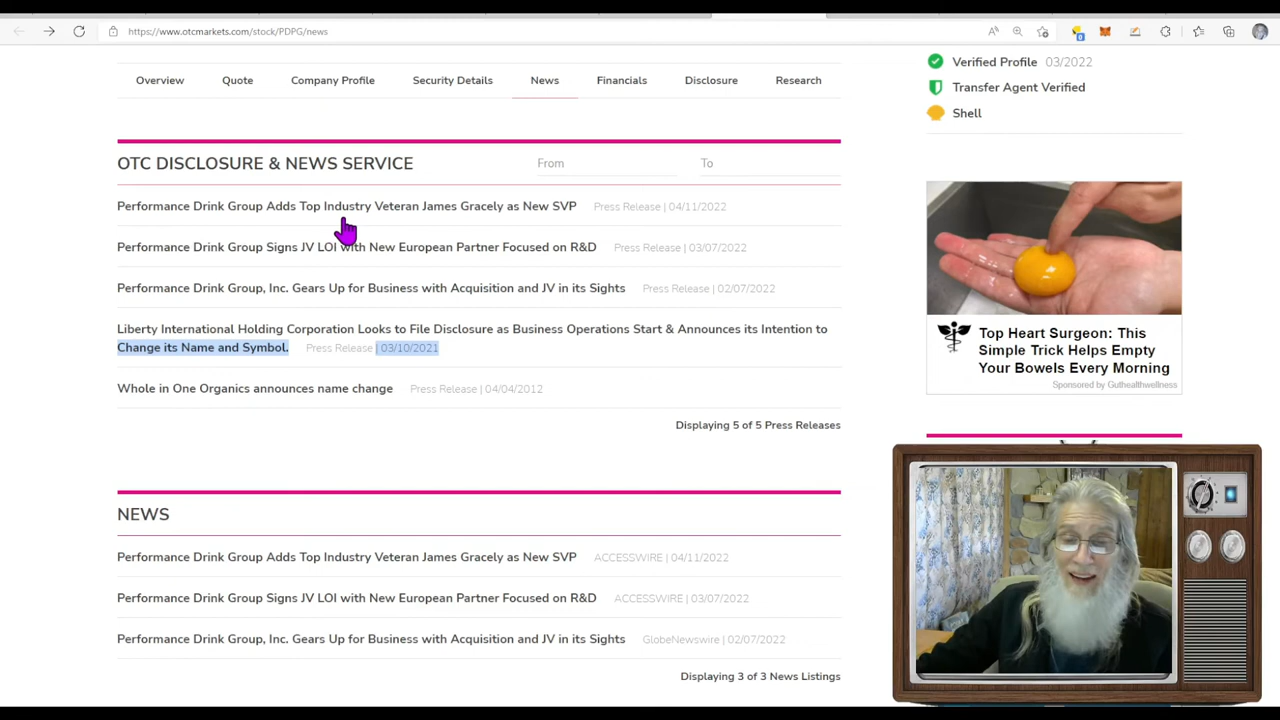 https://www.otcmarkets.com/stock/PDPG/news
Overview Quote Company Profile Security Details News Financials Disclosure Research
Verified Profile 03/2022
Transfer Agent Verified
Shell
OTC DISCLOSURE & NEWS SERVICE From To
Performance Drink Group Adds Top Industry Veteran James Gracely as New SVP Press Release | 04/11/2022
Performance Drink Group Signs JV LOI with New European Partner Focused on R&D Press Release | 03/07/2022
Performance Drink Group, Inc. Gears Up for Business with Acquisition and JV in its Sights Press Release | 02/07/2022
Liberty International Holding Corporation Looks to File Disclosure as Business Operations Start & Announces its Intention to
Change its Name and Symbol. Press Release | 03/10/2021
Whole in One Organics announces name change Press Release | 04/04/2012
Displaying 5 of 5 Press Releases
Top Heart Surgeon: This
Simple Trick Helps Empty
Your Bowels Every Morning
Sponsored by Guthealthwellness
NEWS
Performance Drink Group Adds Top Industry Veteran James Gracely as New SVP ACCESSWIRE | 04/11/2022
Performance Drink Group Signs JV LOI with New European Partner Focused on R&D ACCESSWIRE | 03/07/2022
Performance Drink Group, Inc. Gears Up for Business with Acquisition and JV in its Sights GlobeNewswire | 02/07/2022
Displaying 3 of 3 News Listings